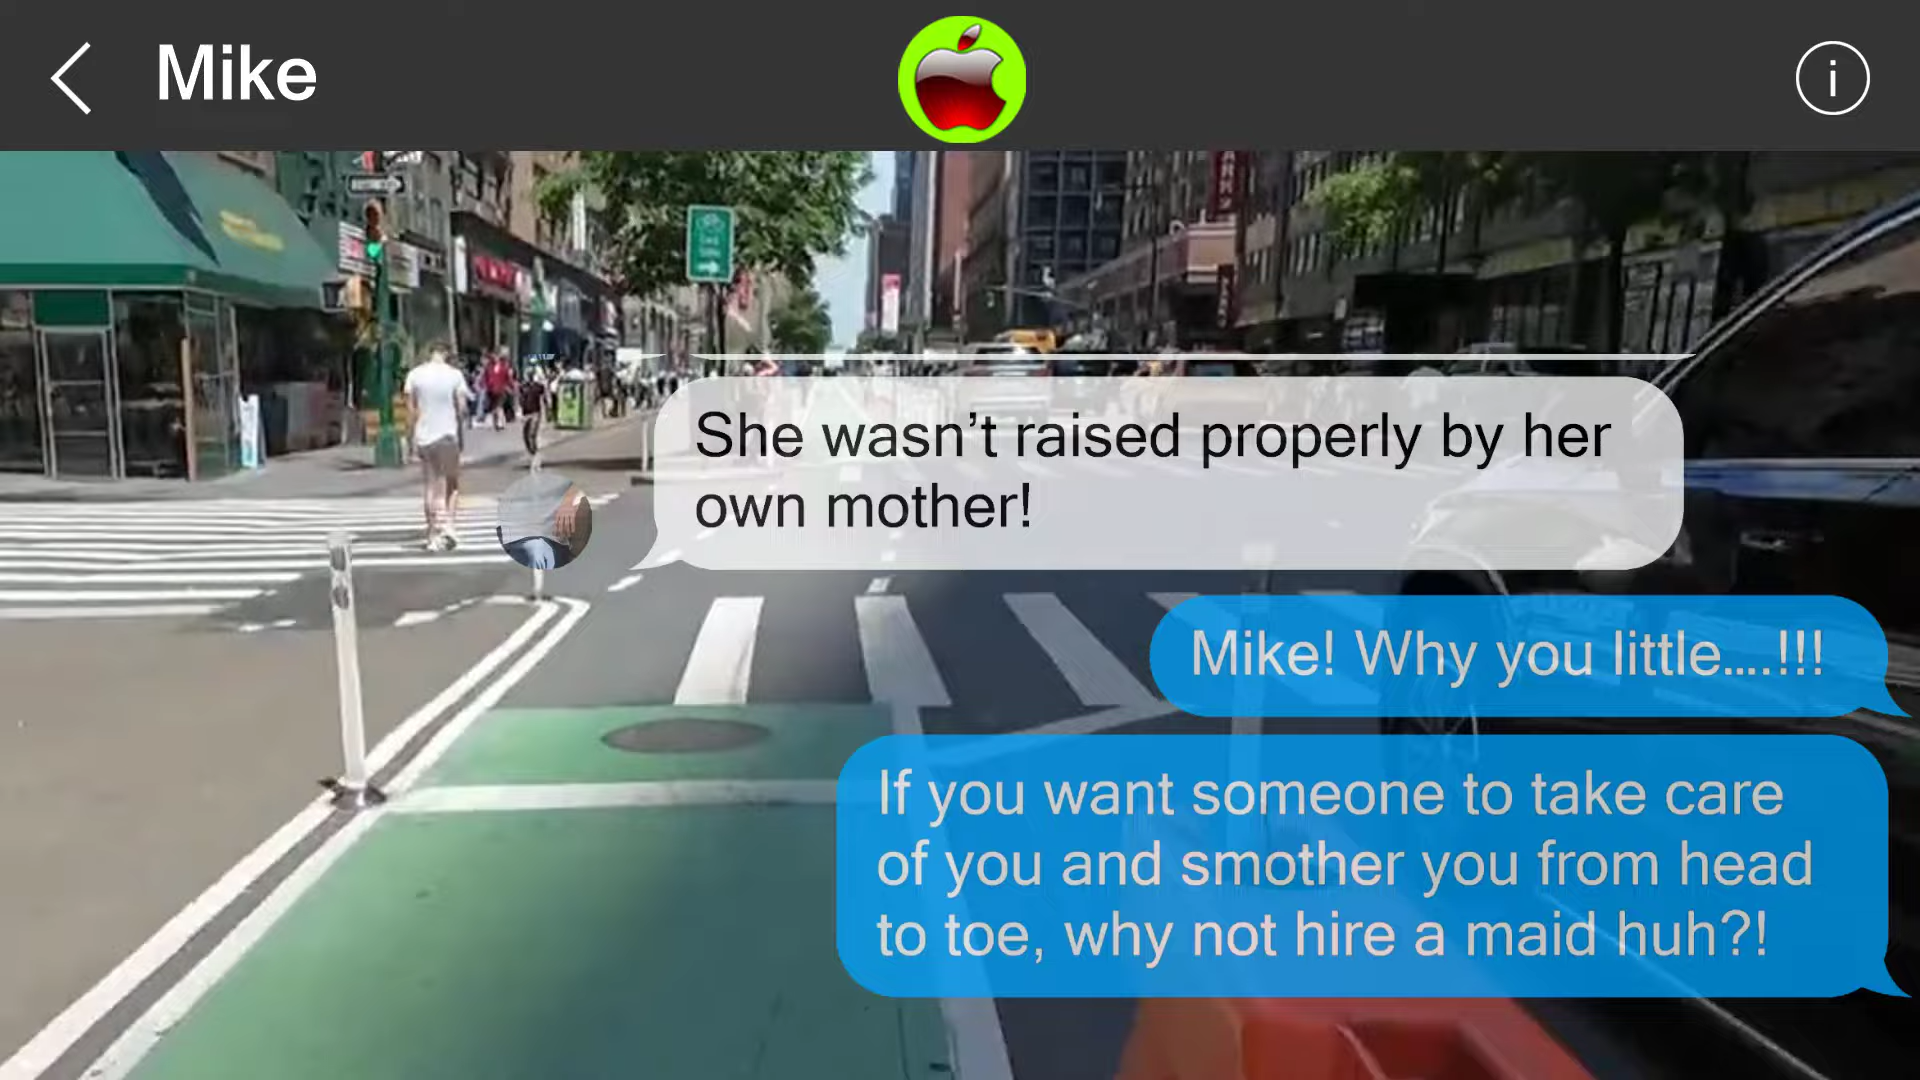 Mike
She wasn’t raised properly by her
own mother!
Mike! Why you little....!!!
If you want someone to take care
of you and smother you from head
to toe, why not hire a maid huh?!